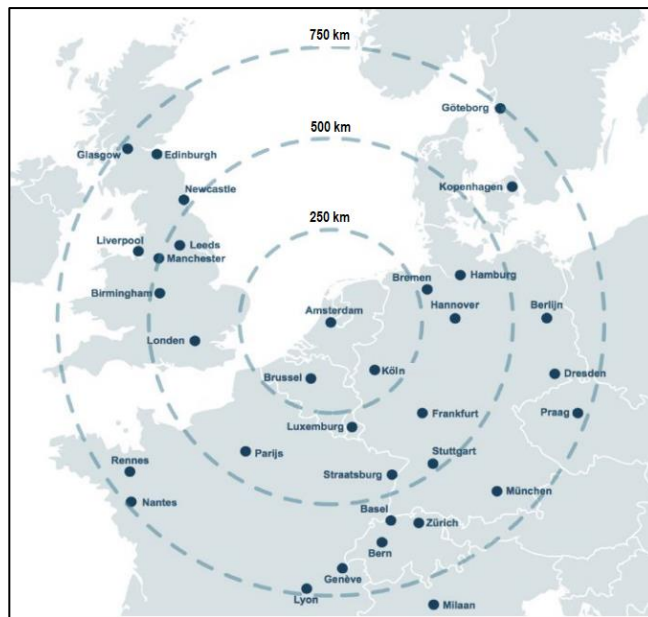 750 km
Göteborg
500 km
Glasgow
Edinburgh
Kopenhagen
Newcastle
250 km
Liverpool
Leeds
Manchester
Bremen
Hamburg
Birmingham
Amsterdam
Hannover
Berlijn
Londen
Brussel
Köln
Dresden
Luxemburg
Frankfurt
Praag
Parijs
Stuttgart
Rennes
Straatsburg
München
Nantes
Basel
Zürich
Bern
Genève
Lyon
Milaan